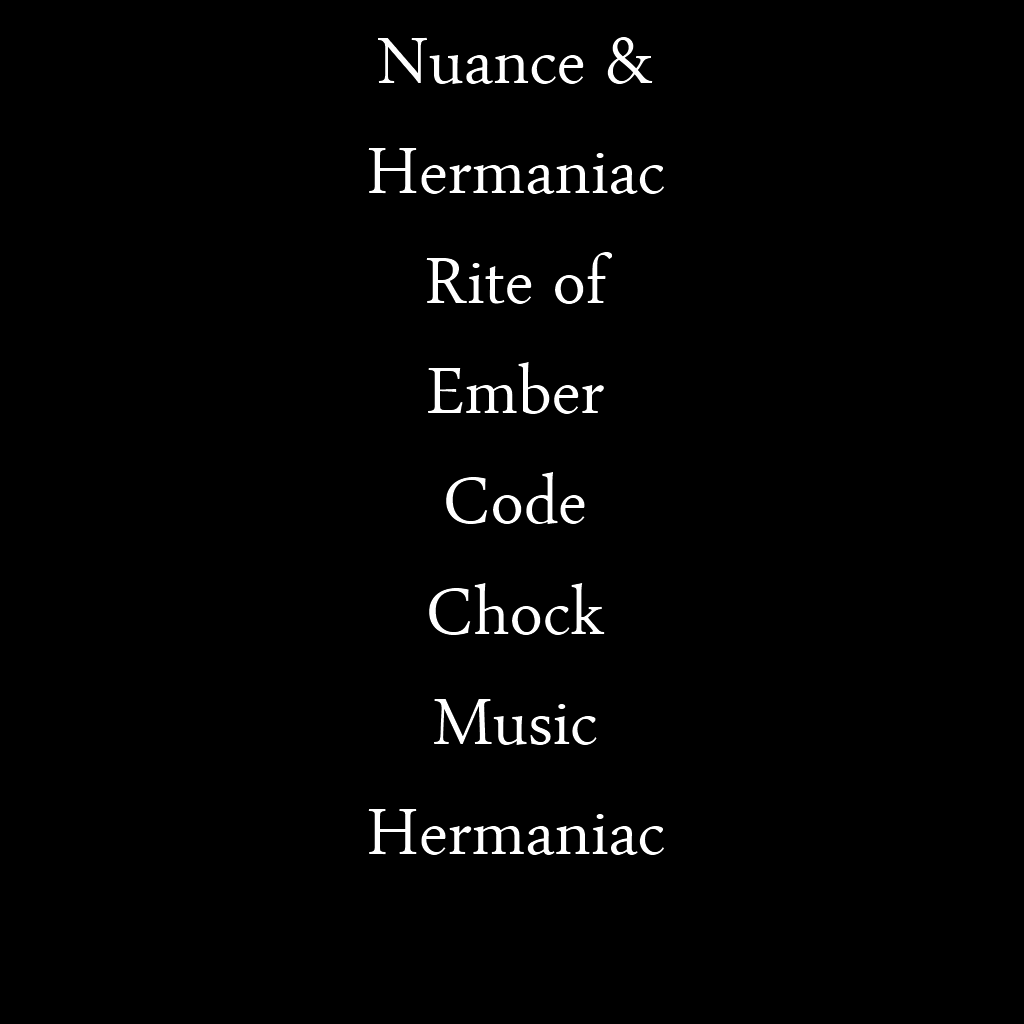 Nuance &
Hermaniac
Rite of
Ember
Code
Chock
Music
Hermaniac